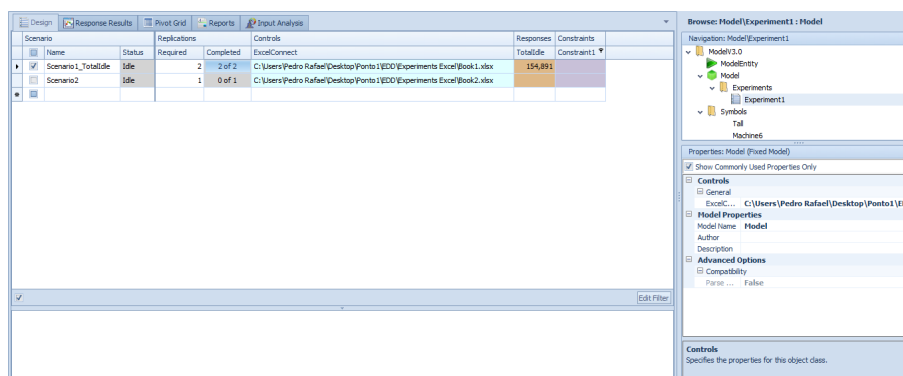 Design Response Results Pivot Grid Reports Input Analysis
Scenario Replications Controls Responses Constraints
Name Status Required Completed ExcelConnect TotalIdle Constraint1
Scenario1_TotalIdle Idle 2 2 of 2 C:\Users\Pedro Rafael\Desktop\Ponto1\EDD\Experiments Excel\Book1.xlsx 154,891
Scenario2 Idle 1 0 of 1 C:\Users\Pedro Rafael\Desktop\Ponto1\EDD\Experiments Excel\Book2.xlsx
Edit Filter
Browse: Model\Experiment1 : Model
Navigation: Model\Experiment1
ModelV3.0
ModelEntity
Model
Experiments
Experiment1
Symbols
Tall
Machine6
Properties: Model (Fixed Model)
Show Commonly Used Properties Only
Controls
General
ExcelC... C:\Users\Pedro Rafael\Desktop\Ponto1\E
Model Properties
Model Name Model
Author
Description
Advanced Options
Compatibility
Parse ... False
Controls
Specifies the properties for this object class.